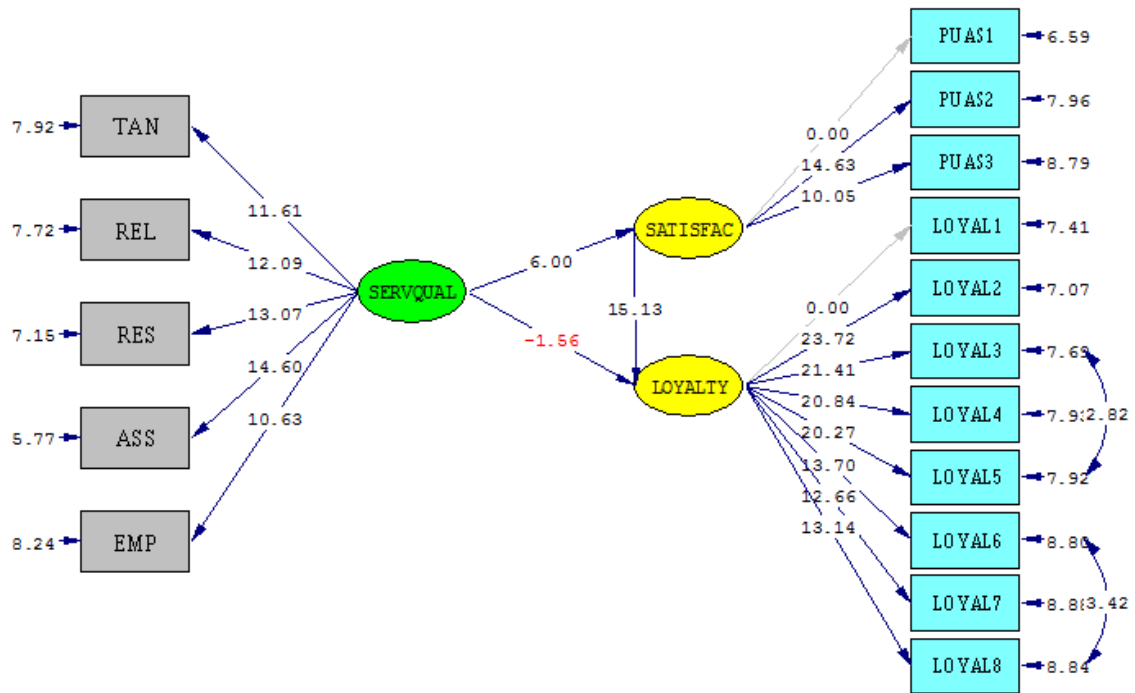 7.92 TAN
7.72 REL
7.15 RES
5.77 ASS
8.24 EMP
11.61
12.09
13.07
14.60
10.63
SERVQUAL
6.00
-1.56
SATISFAC
15.13
LOYALTY
0.00
14.63
10.05
0.00
23.72
21.41
20.84
20.27
13.70
12.66
13.14
PUAS1 6.59
PUAS2 7.96
PUAS3 8.79
LOYAL1 7.41
LOYAL2 7.07
LOYAL3 7.69
LOYAL4 2.82
LOYAL5 7.92
LOYAL6 8.80
LOYAL7 3.42
LOYAL8 8.84